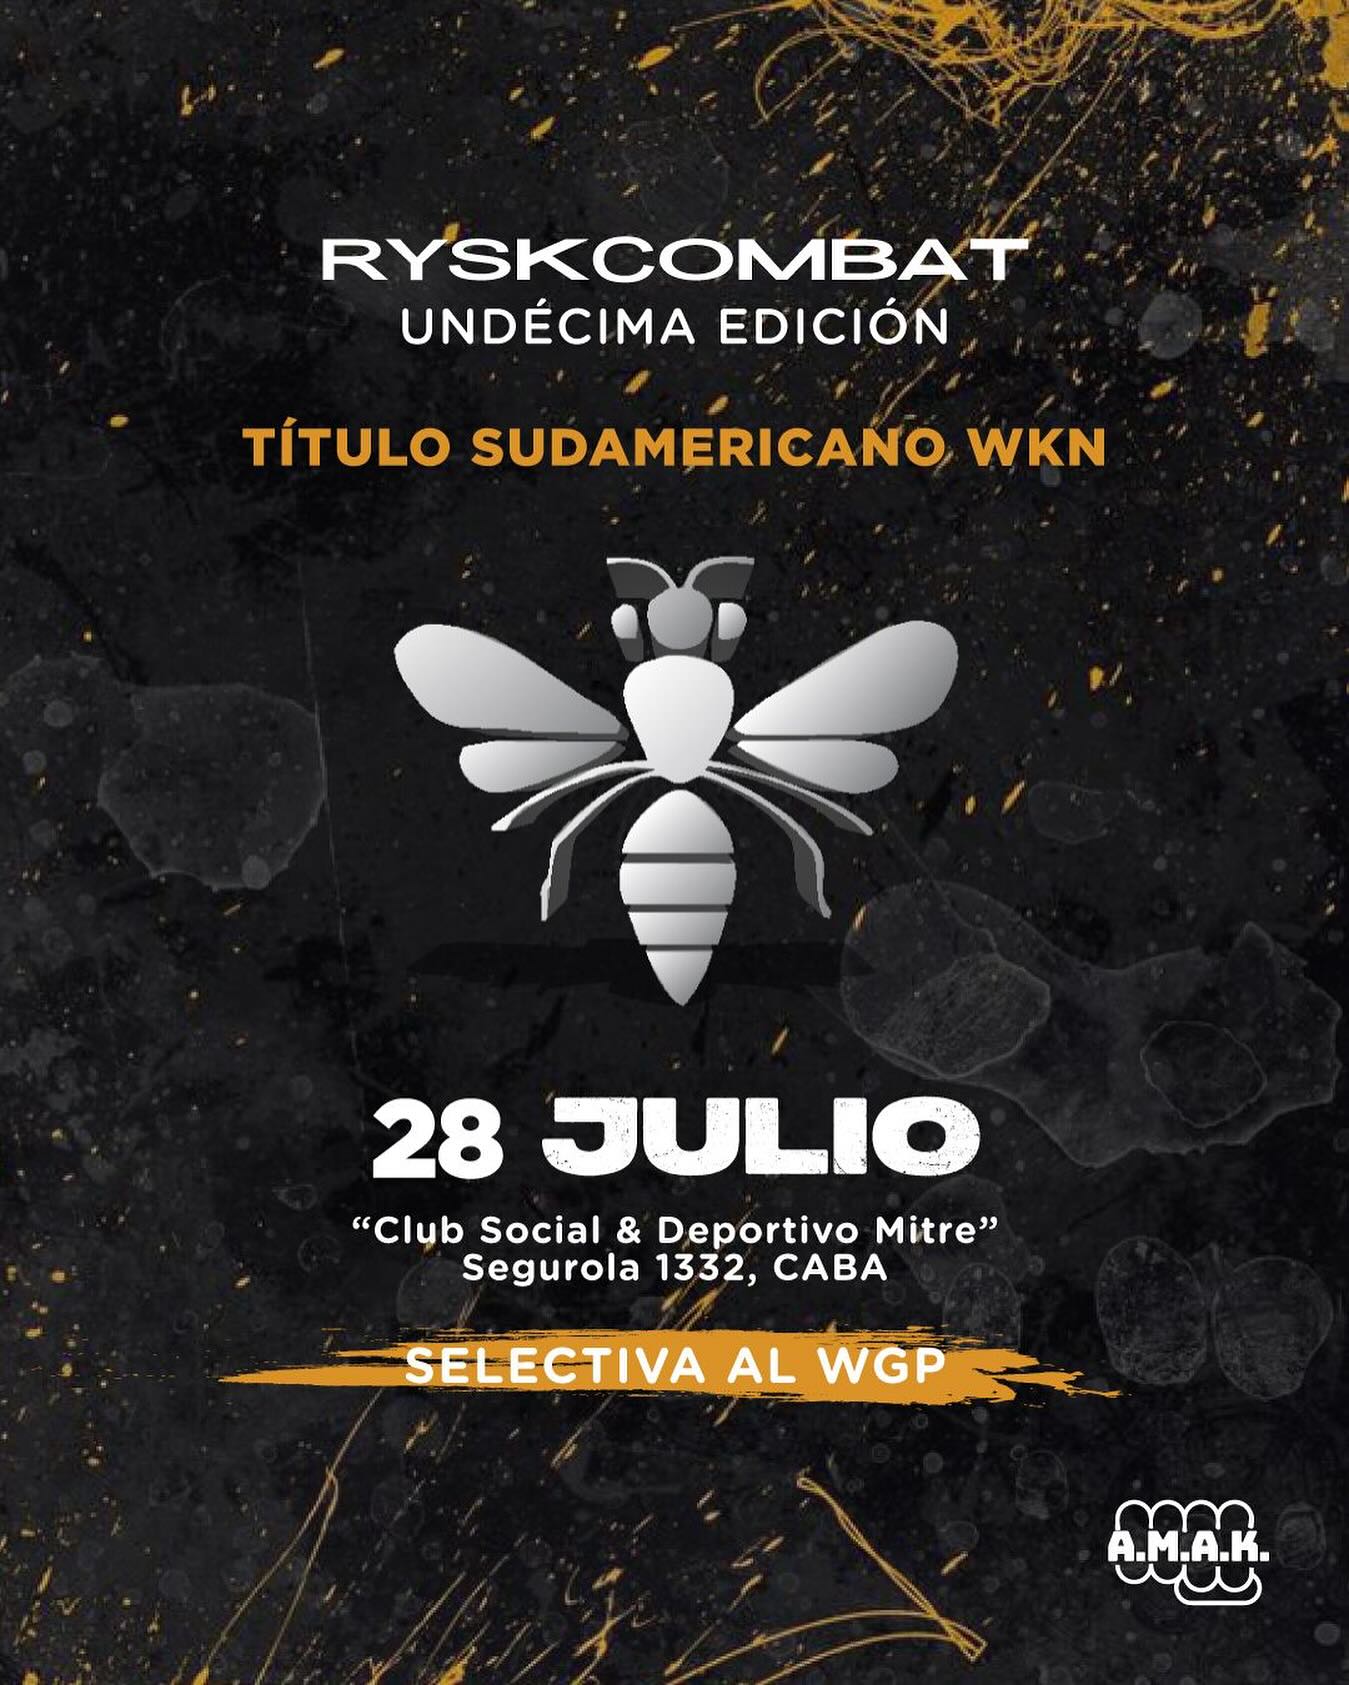 RYSKCOMBAT
UNDÉCIMA EDICIÓN
TÍTULO SUDAMERICANO WKN
28 JULIO
“Club Social & Deportivo Mitre”
Segurola 1332, CABA
SELECTIVA AL WGP
A.M.A.K.